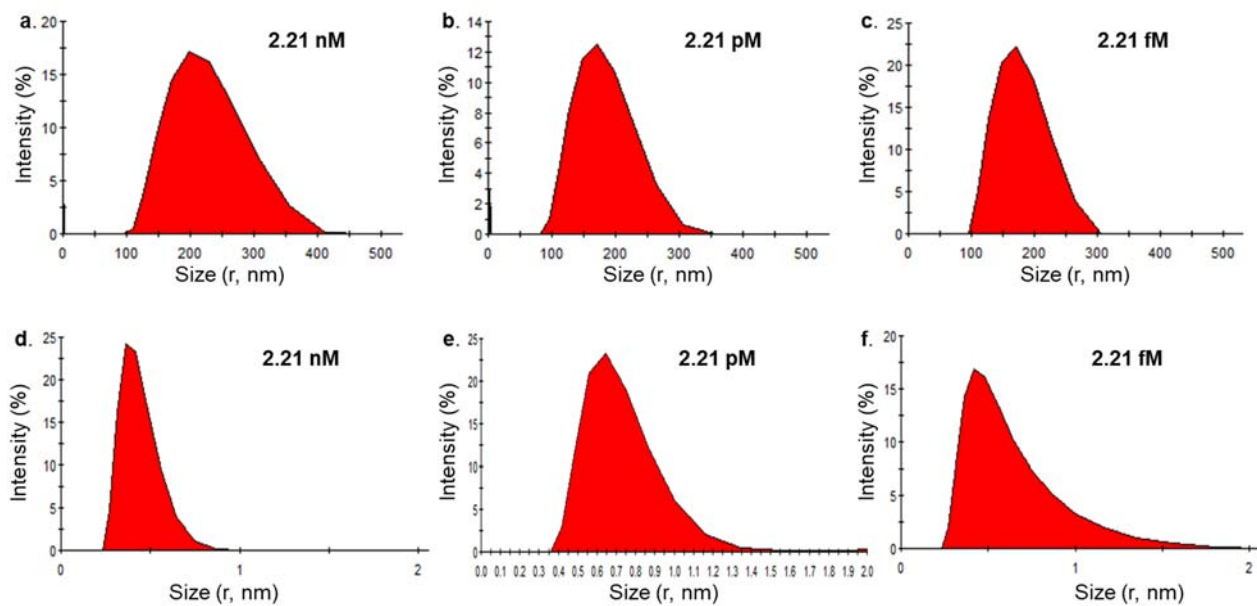 a.
2.21 nM
Intensity (%)
20
15
10
5
0
0 100 200 300 400 500
Size (r, nm)
b.
2.21 pM
Intensity (%)
14
12
10
8
6
4
2
0
0 100 200 300 400 500
Size (r, nm)
c.
2.21 fM
Intensity (%)
25
20
15
10
5
0
0 100 200 300 400 500
Size (r, nm)
d.
2.21 nM
Intensity (%)
25
20
15
10
5
0
0 1 2
Size (r, nm)
e.
2.21 pM
Intensity (%)
25
20
15
10
5
0
0.0 0.1 0.2 0.3 0.4 0.5 0.6 0.7 0.8 0.9 1.0 1.1 1.2 1.3 1.4 1.5 1.6 1.7 1.8 1.9 2.0
Size (r, nm)
f.
2.21 fM
Intensity (%)
20
15
10
5
0
0 1 2
Size (r, nm)